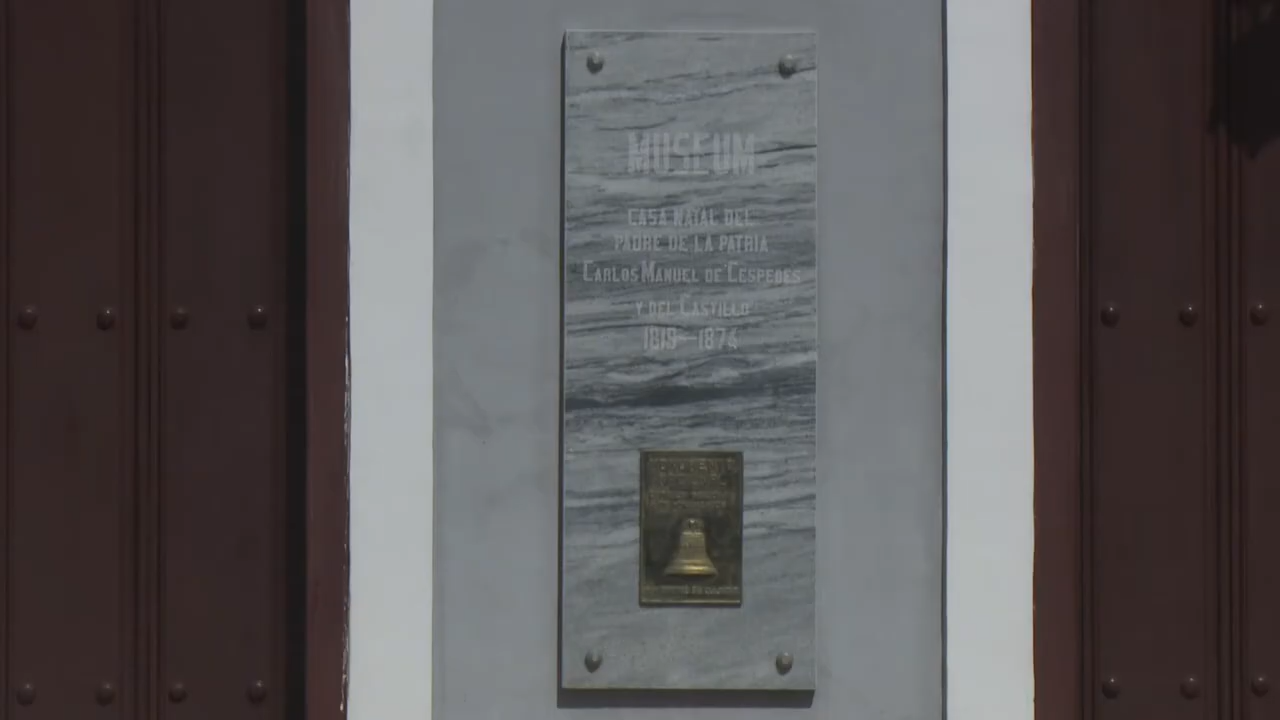 MUSEUM
CASA NATAL DEL
PADRE DE LA PATRIA
CARLOS MANUEL DE CESPEDES
Y DEL CASTILLO
1819-1874